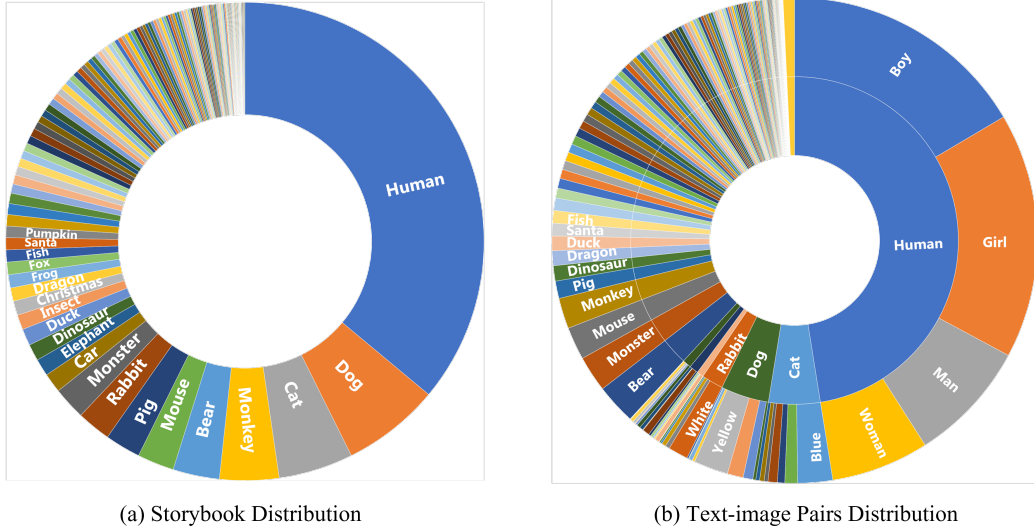 Human
Dog
Cat
Monkey
Bear
Mouse
Pig
Rabbit
Monster
Car
Elephant
Dinosaur
Duck
Insect
Christmas
Dragon
Frog
Fox
Fish
Santa
Pumpkin
(a) Storybook Distribution
Boy
Girl
Man
Woman
Blue
Yellow
White
Human
Cat
Dog
Rabbit
Bear
Monster
Mouse
Monkey
Pig
Dinosaur
Dragon
Duck
Santa
Fish
(b) Text-image Pairs Distribution